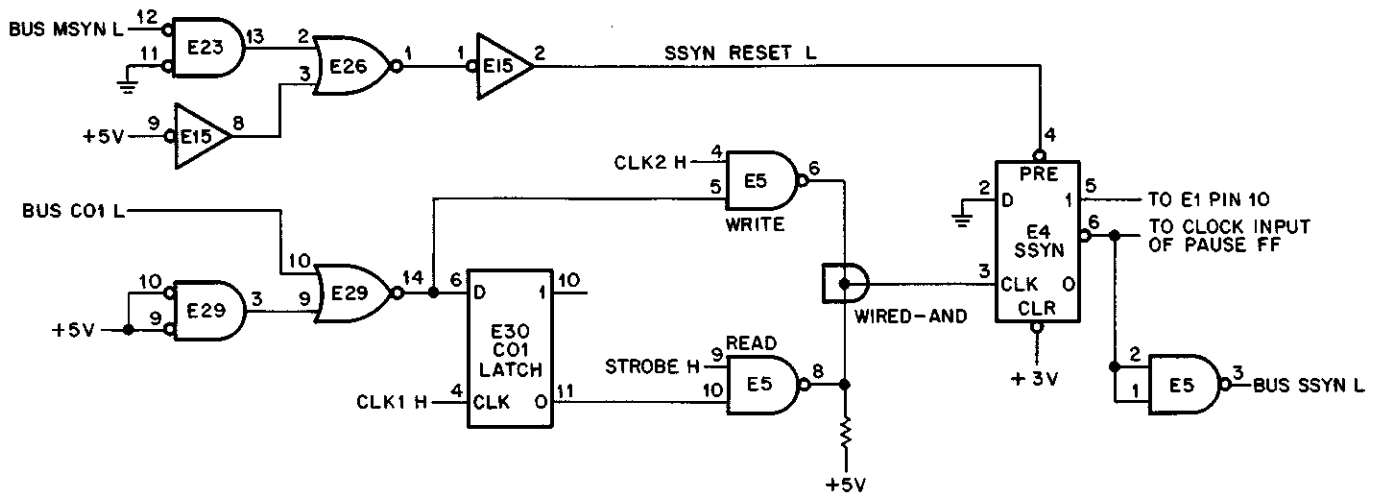 BUS MSYN L
12
11
E23
13
2
3
E26
1
1
E15
2
SSYN RESET L
+5V
9
E15
8
4
CLK2 H
4
5
E5
6
WRITE
PRE
2
D
1
5
TO E1 PIN 10
E4
SSYN
6
TO CLOCK INPUT
OF PAUSE FF
3
CLK
O
CLR
+3V
BUS CO1 L
10
E29
14
10
9
+5V
E29
3
9
6
D
1
10
E30
CO1
LATCH
CLK1 H
4
CLK
O
11
WIRED-AND
READ
STROBE H
9
10
E5
8
+5V
2
1
E5
3
BUS SSYN L